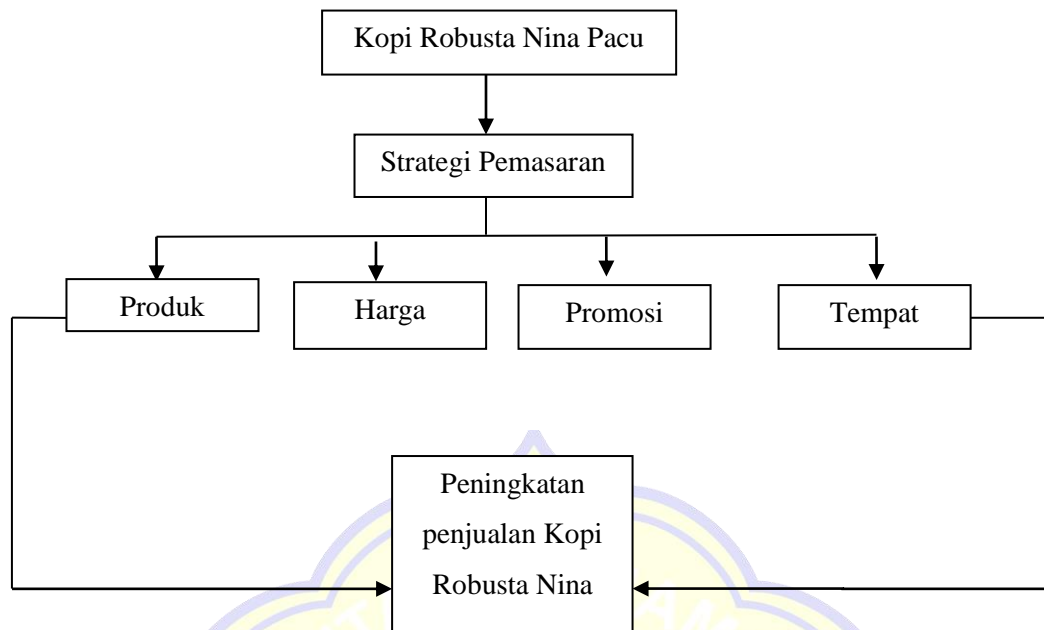 Kopi Robusta Nina Pacu
Strategi Pemasaran
Produk
Harga
Promosi
Tempat
Peningkatan
penjualan Kopi
Robusta Nina